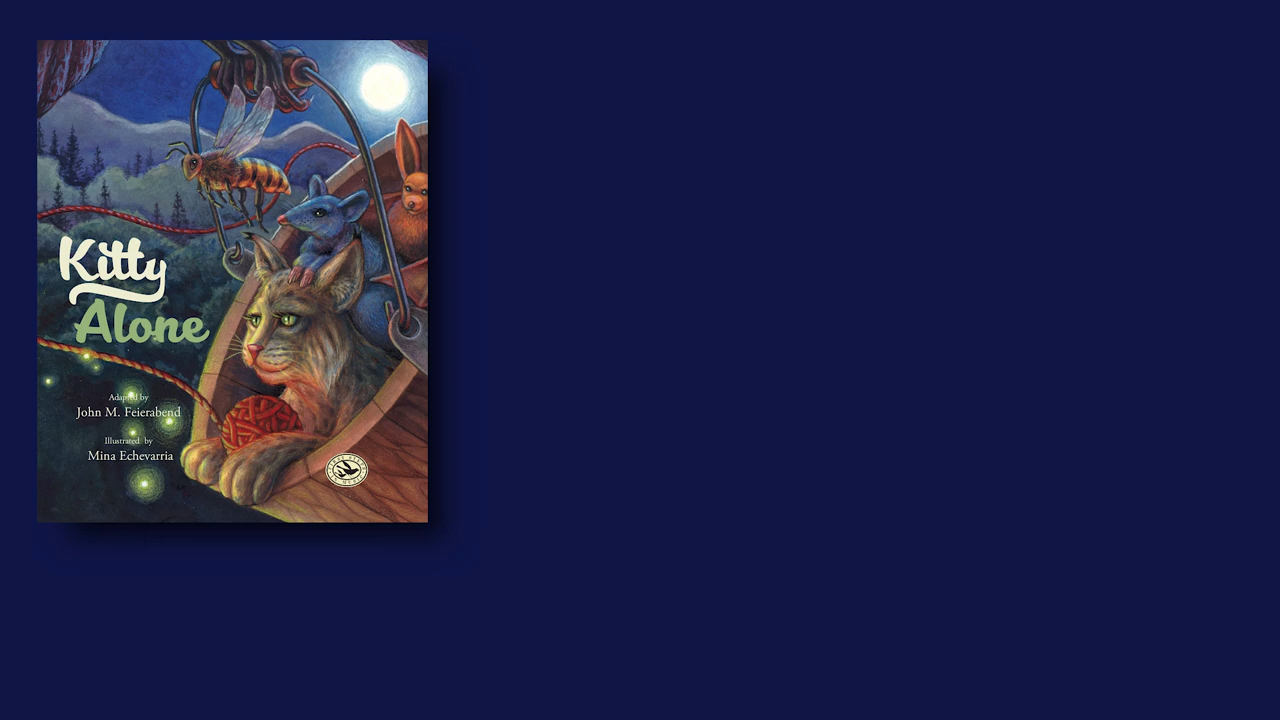 Kitty
Alone
Adapted by
John M. Feierabend
Illustrated by
Mina Echevarria